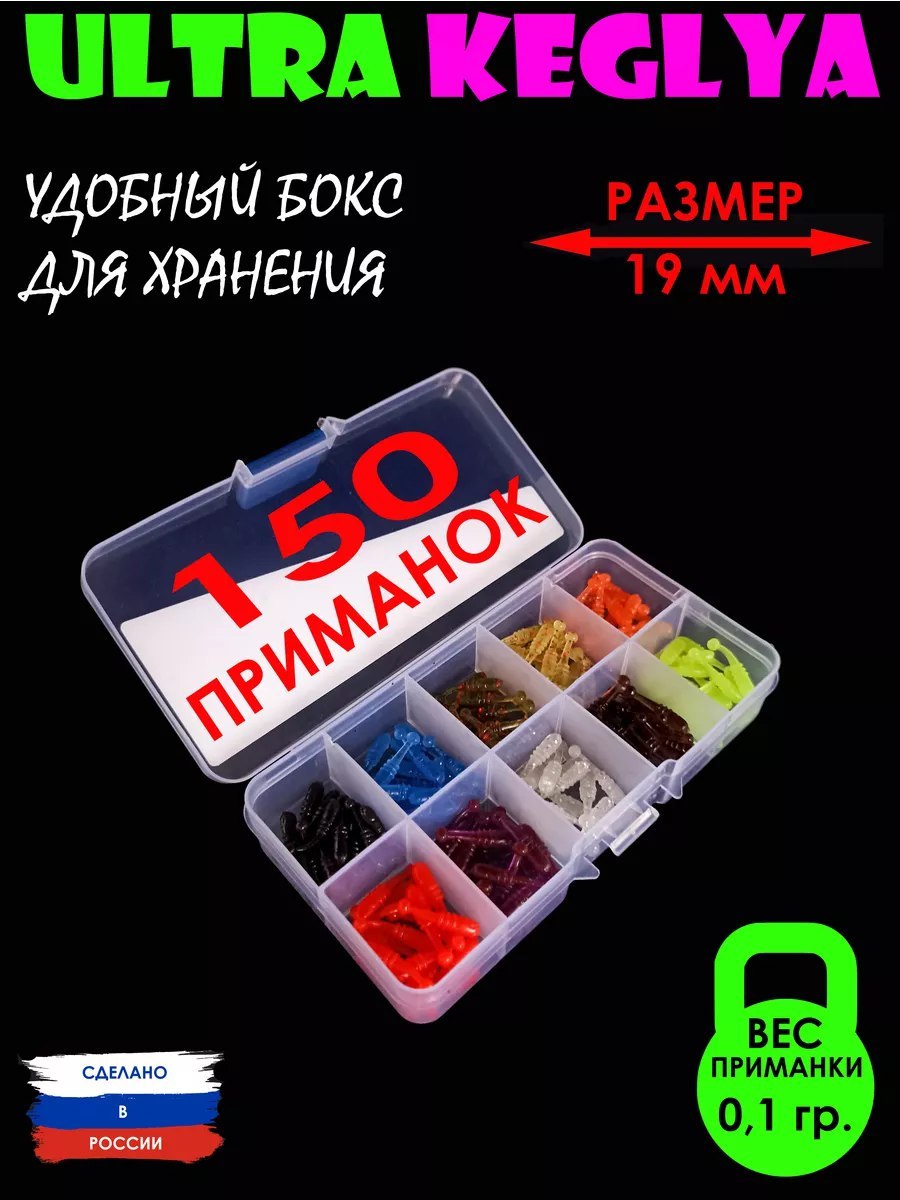 ULTRA KEGLYA
УДОБНЫЙ БОКС
ДЛЯ ХРАНЕНИЯ
РАЗМЕР
19 мм
150
ПРИМАНОК
ВЕС
ПРИМАНКИ
0,1 гр.
СДЕЛАНО
В
РОССИИ